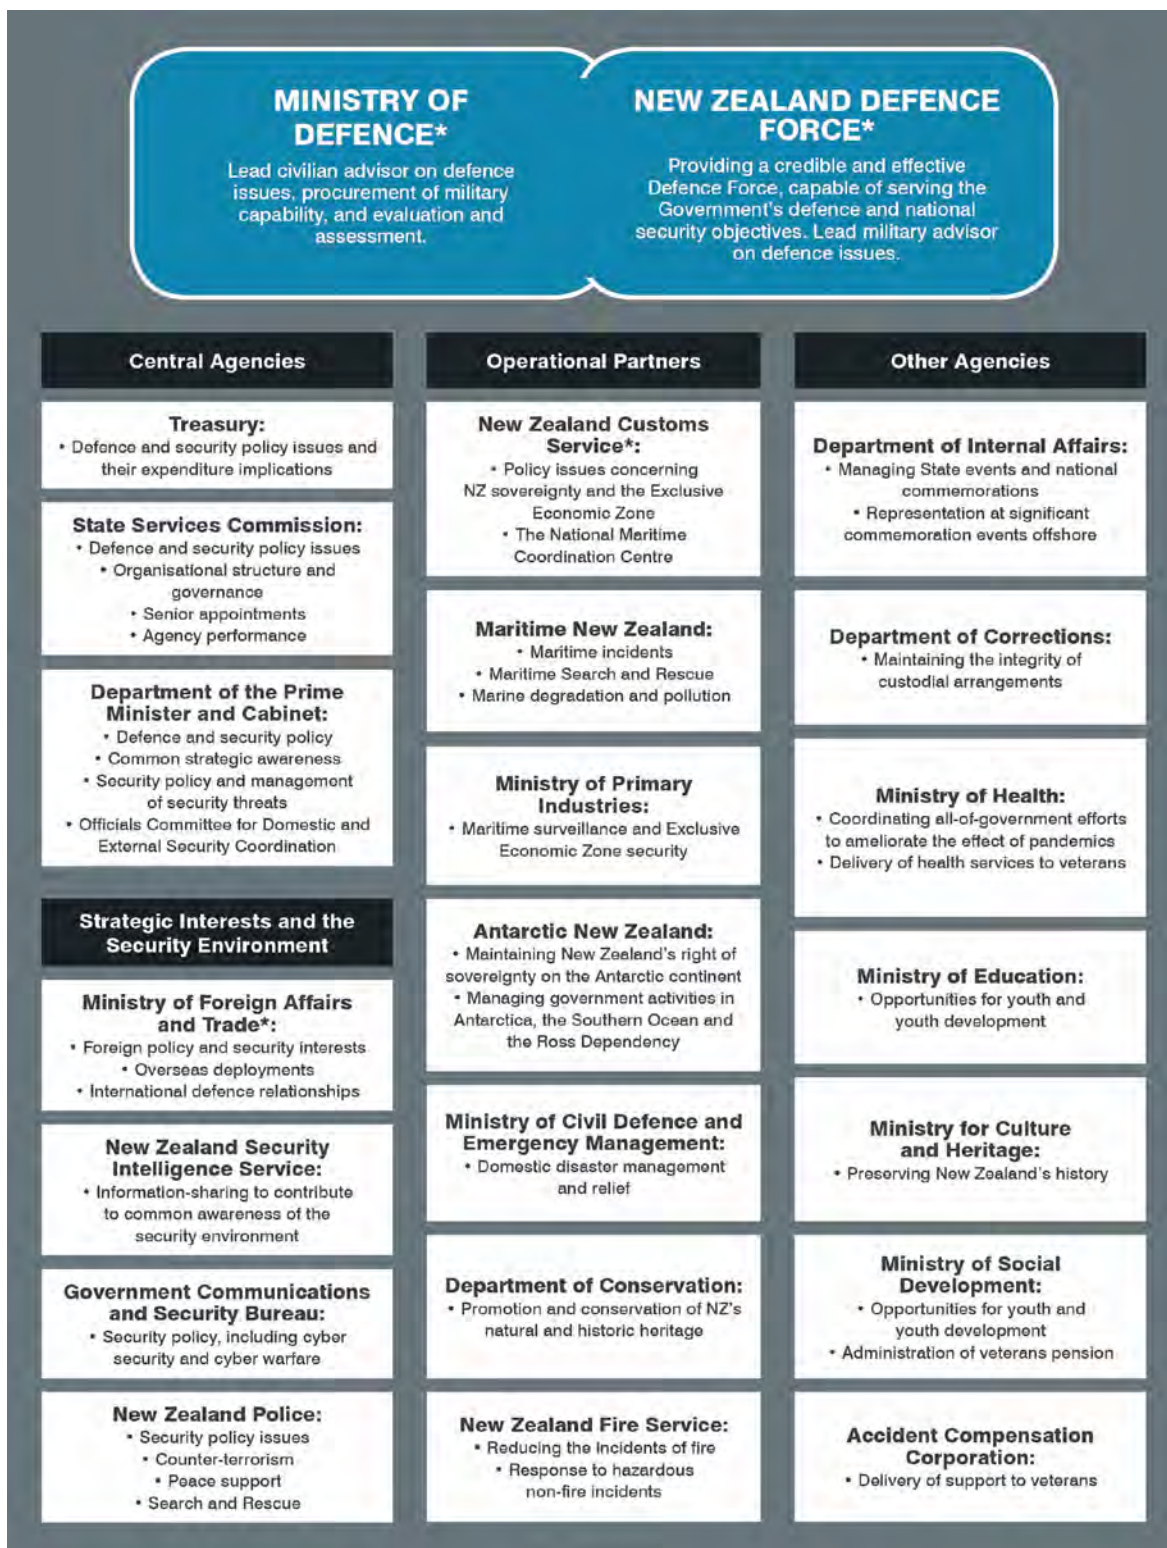 MINISTRY OF
DEFENCE*
Lead civilian advisor on defence
issues, procurement of military
capability, and evaluation and
assessment.
NEW ZEALAND DEFENCE
FORCE*
Providing a credible and effective
Defence Force, capable of serving the
Government's defence and national
security objectives. Lead military advisor
on defence issues.
Central Agencies
Treasury:
• Defence and security policy issues and
their expenditure implications
State Services Commission:
• Defence and security policy issues
• Organisational structure and
governance
• Senior appointments
• Agency performance
Department of the Prime
Minister and Cabinet:
• Defence and security policy
• Common strategic awareness
• Security policy and management
of security threats
• Officials Committee for Domestic and
External Security Coordination
Strategic Interests and the
Security Environment
Ministry of Foreign Affairs
and Trade*:
• Foreign policy and security interests
• Overseas deployments
• International defence relationships
New Zealand Security
Intelligence Service:
• Information-sharing to contribute
to common awareness of the
security environment
Government Communications
and Security Bureau:
• Security policy, including cyber
security and cyber warfare
New Zealand Police:
• Security policy issues
• Counter-terrorism
• Peace support
• Search and Rescue
Operational Partners
New Zealand Customs
Service*:
• Policy issues concerning
NZ sovereignty and the Exclusive
Economic Zone
• The National Maritime
Coordination Centre
Maritime New Zealand:
• Maritime incidents
• Maritime Search and Rescue
• Marine degradation and pollution
Ministry of Primary
Industries:
• Maritime surveillance and Exclusive
Economic Zone security
Antarctic New Zealand:
• Maintaining New Zealand's right of
sovereignty on the Antarctic continent
• Managing government activities in
Antarctica, the Southern Ocean and
the Ross Dependency
Ministry of Civil Defence and
Emergency Management:
• Domestic disaster management
and relief
Department of Conservation:
• Promotion and conservation of NZ's
natural and historic heritage
New Zealand Fire Service:
• Reducing the incidents of fire
• Response to hazardous
non-fire incidents
Other Agencies
Department of Internal Affairs:
• Managing State events and national
commemorations
• Representation at significant
commemoration events offshore
Department of Corrections:
• Maintaining the integrity of
custodial arrangements
Ministry of Health:
• Coordinating all-of-government efforts
to ameliorate the effect of pandemics
• Delivery of health services to veterans
Ministry of Education:
• Opportunities for youth and
youth development
Ministry for Culture
and Heritage:
• Preserving New Zealand's history
Ministry of Social
Development:
• Opportunities for youth and
youth development
• Administration of veterans pension
Accident Compensation
Corporation:
• Delivery of support to veterans